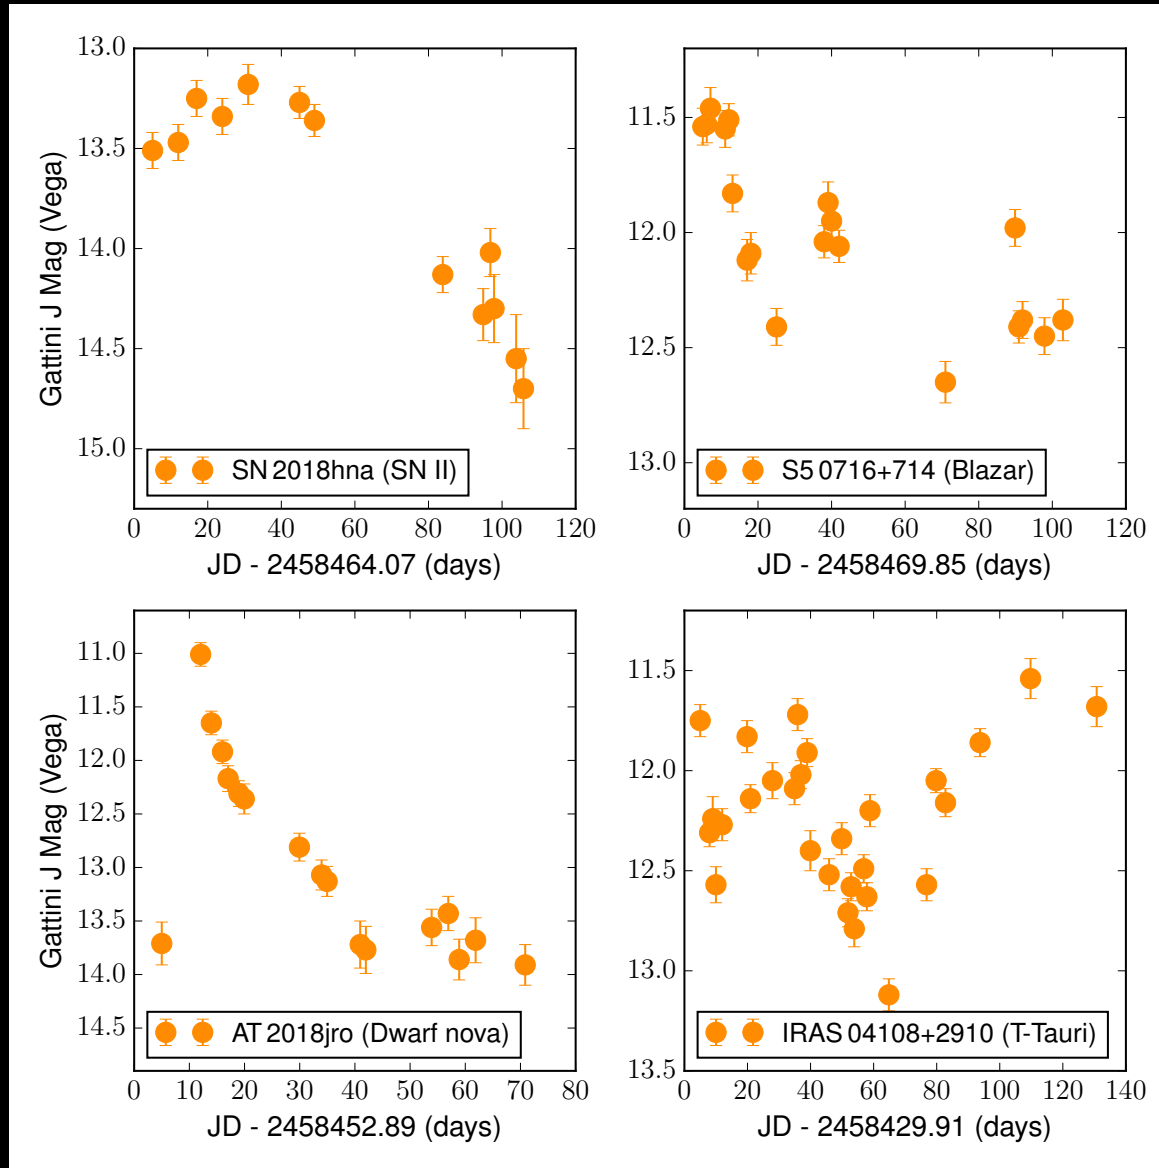 Gattini J Mag (Vega)
13.0
13.5
14.0
14.5
15.0
SN 2018hna (SN II)
0 20 40 60 80 100 120
JD - 2458464.07 (days)
11.5
12.0
12.5
13.0
S5 0716+714 (Blazar)
0 20 40 60 80 100 120
JD - 2458469.85 (days)
Gattini J Mag (Vega)
11.0
11.5
12.0
12.5
13.0
13.5
14.0
14.5
AT 2018jro (Dwarf nova)
0 10 20 30 40 50 60 70 80
JD - 2458452.89 (days)
11.5
12.0
12.5
13.0
13.5
IRAS 04108+2910 (T-Tauri)
0 20 40 60 80 100 120 140
JD - 2458429.91 (days)